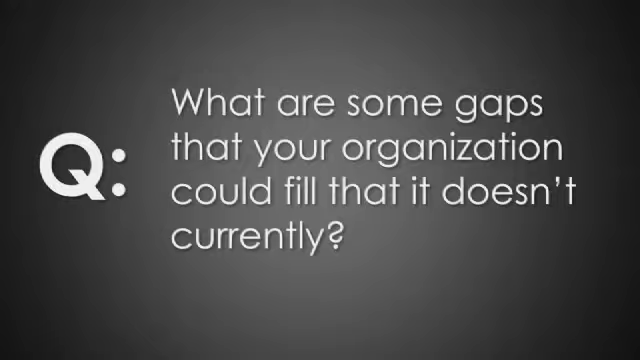 Q:
What are some gaps
that your organization
could fill that it doesn't
currently?